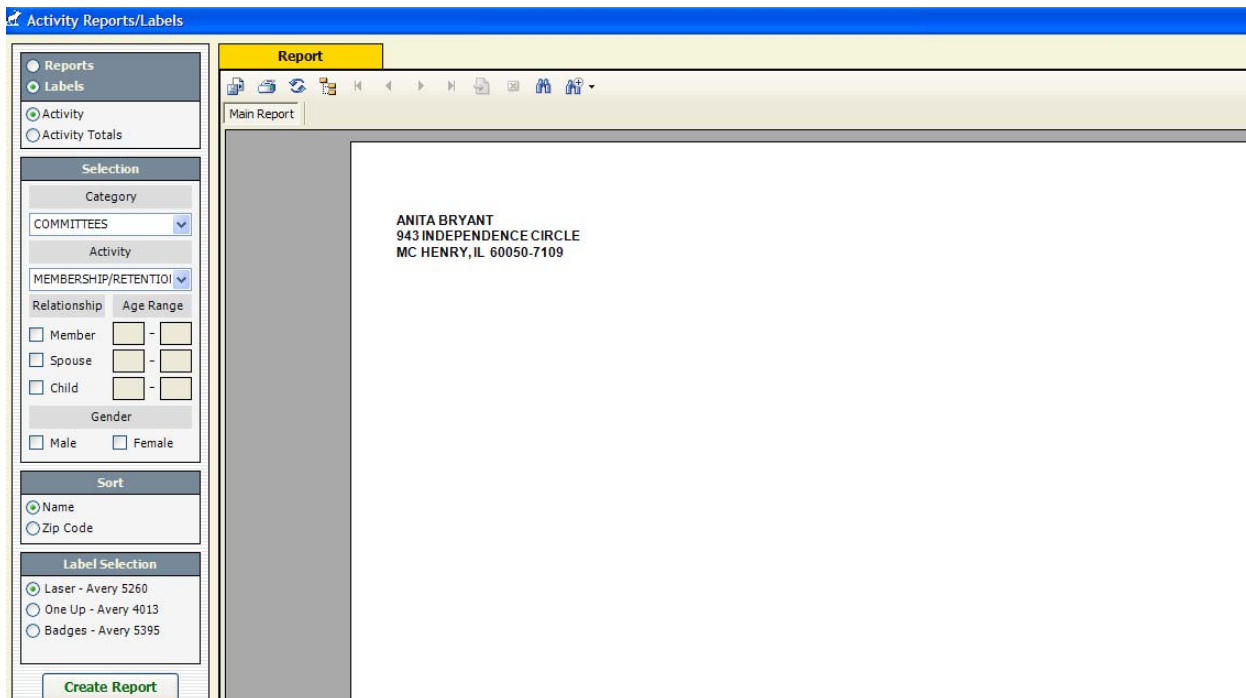 Activity Reports/Labels
Reports
Labels
Activity
Activity Totals
Selection
Category
COMMITTEES
Activity
MEMBERSHIP/RETENTIO
Relationship Age Range
Member -
Spouse -
Child -
Gender
Male Female
Sort
Name
Zip Code
Label Selection
Laser - Avery 5260
One Up - Avery 4013
Badges - Avery 5395
Create Report
Report
Main Report
ANITA BRYANT
943 INDEPENDENCE CIRCLE
MC HENRY, IL 60050-7109